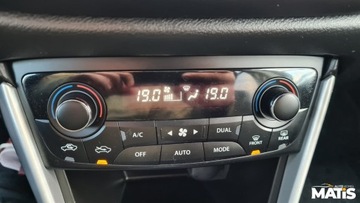 19.0 19.0
A/C DUAL
FRONT REAR
OFF AUTO MODE
MATIS